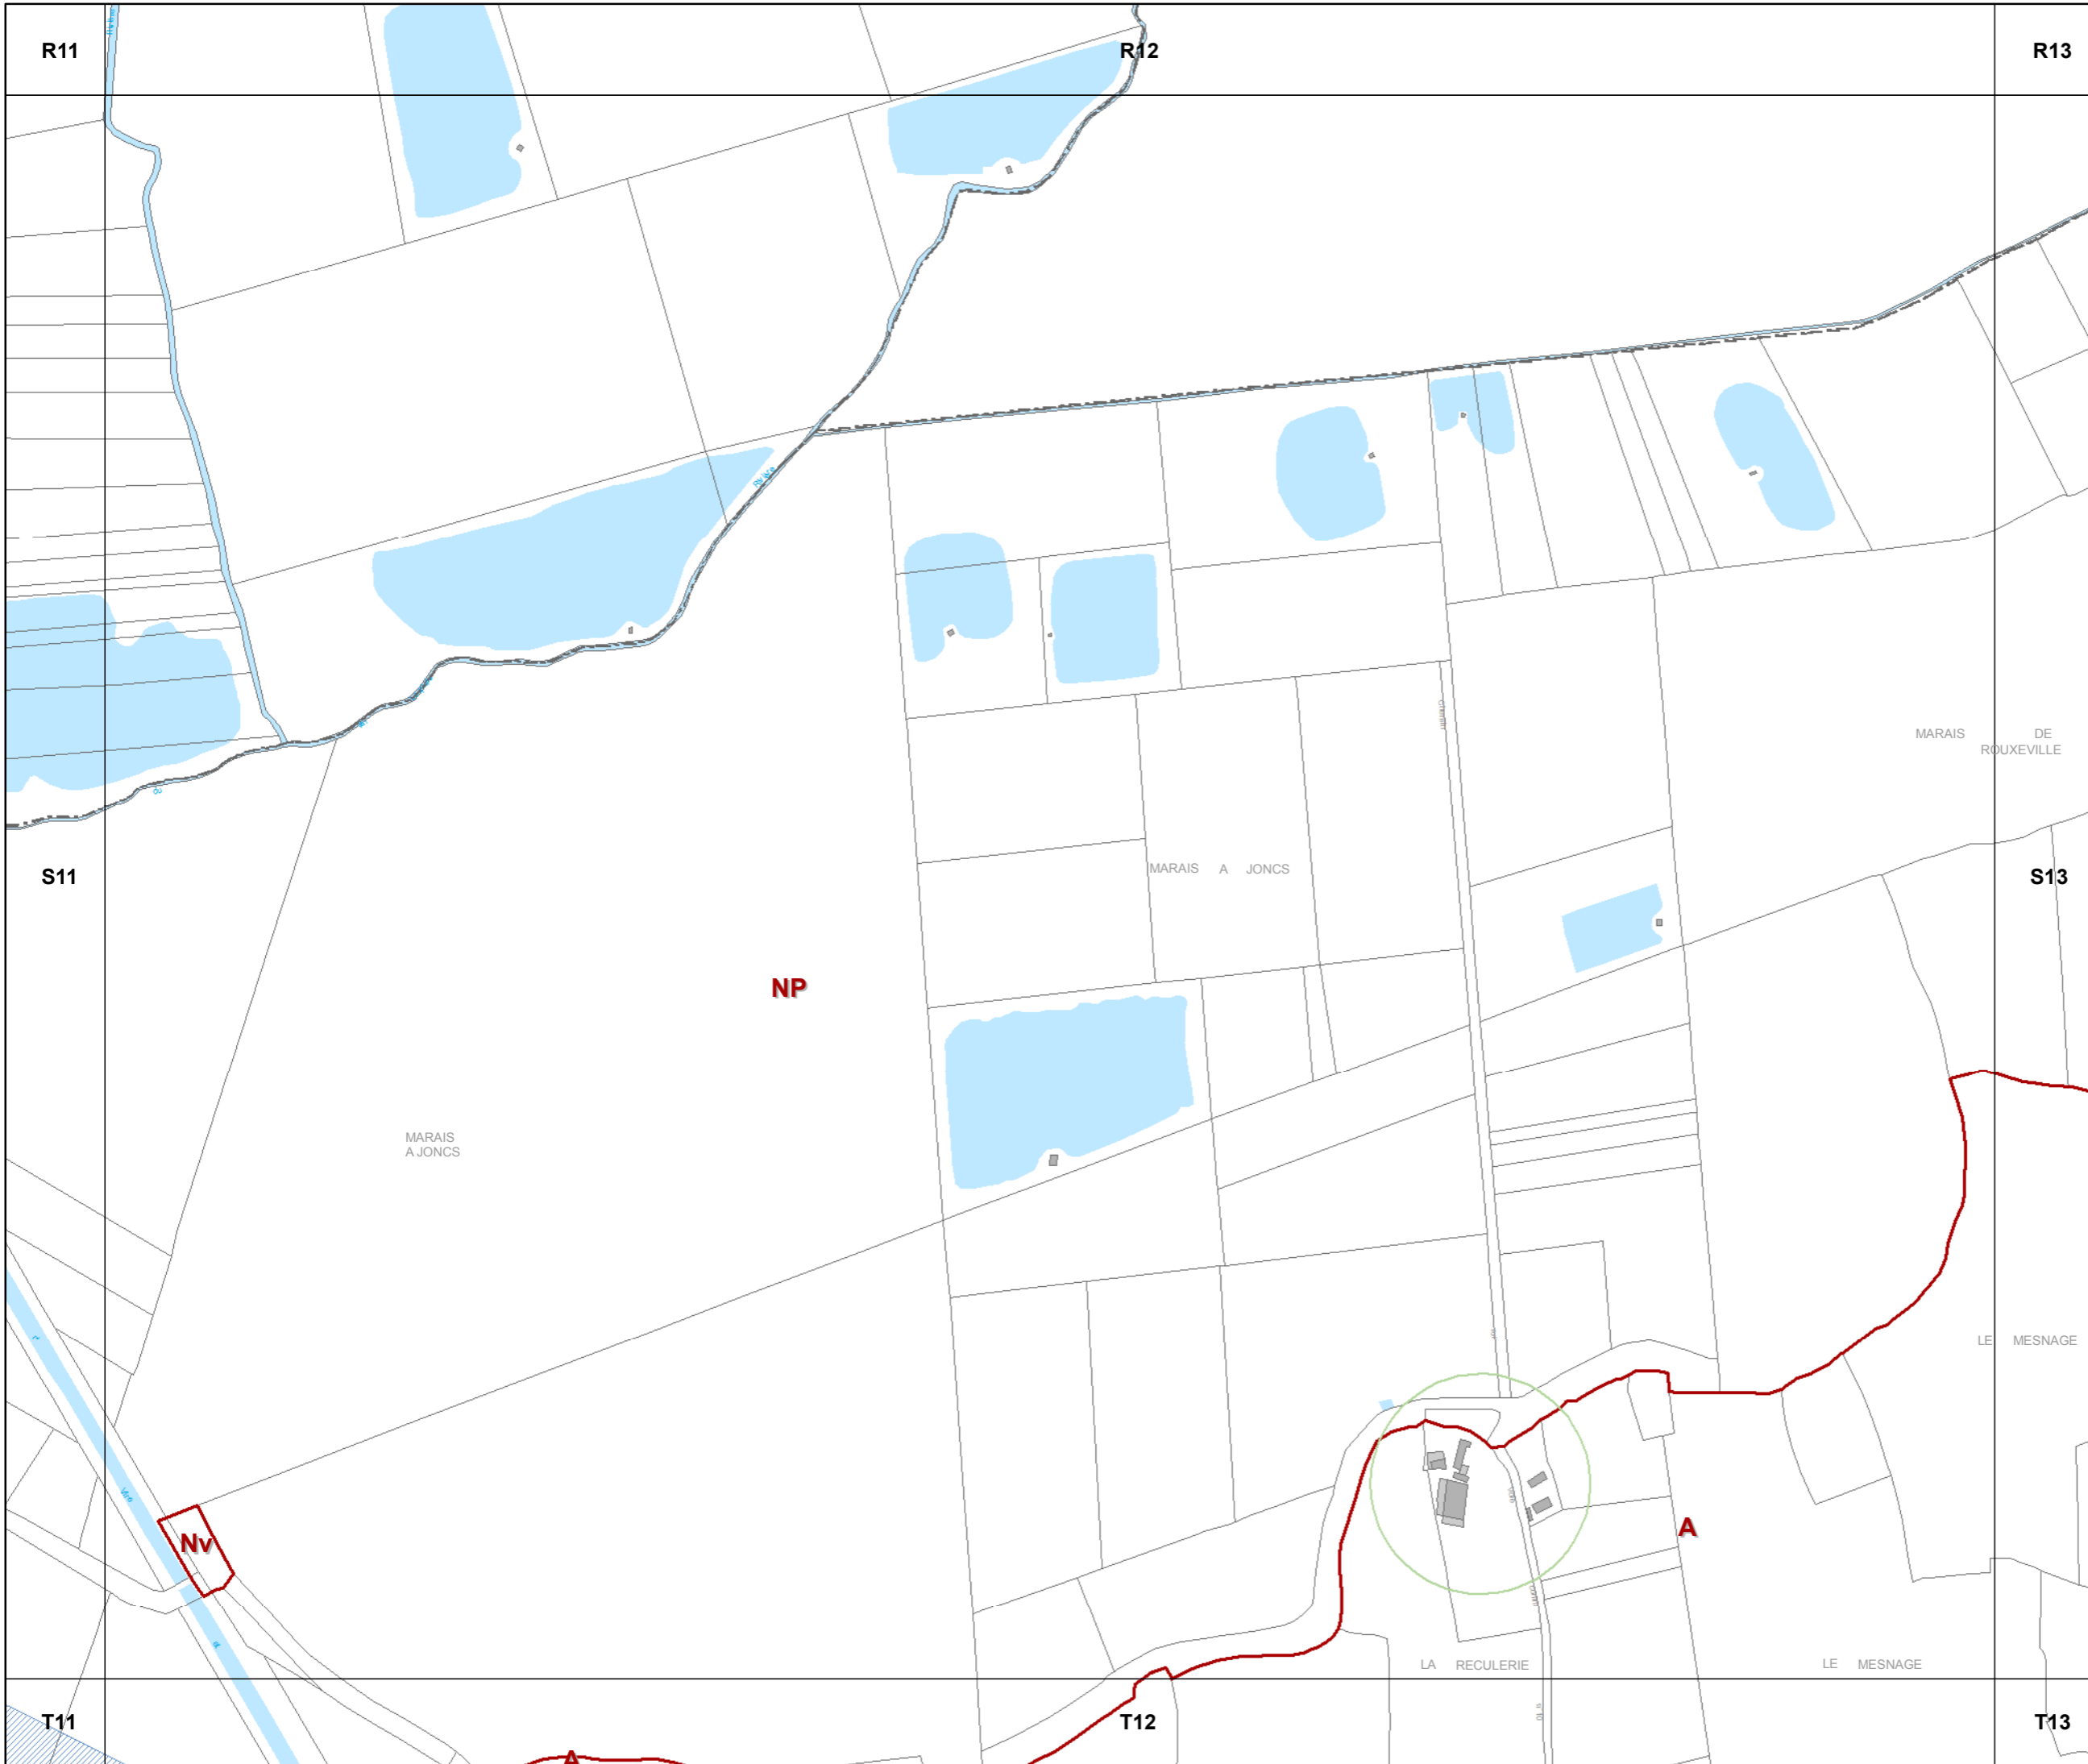 R11
R12
R13
MARAIS DE
ROUXEVILLE
S11
MARAIS A JONCS
S13
NP
MARAIS
A JONCS
LE MESNAGE
Vire
Nv
A
LA RECULERIE
LE MESNAGE
T11
T12
T13
A